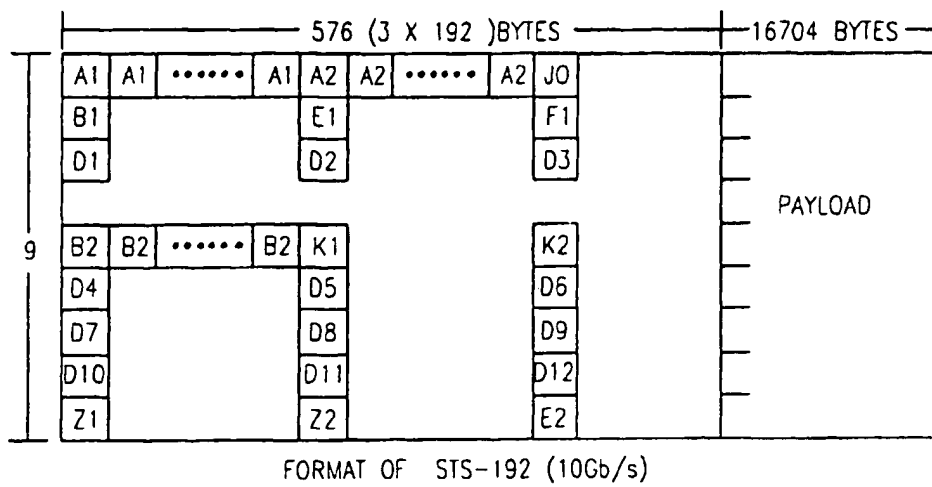 576 (3 X 192 )BYTES 16704 BYTES
A1 A1 •••••• A1 A2 A2 •••••• A2 J0
B1 E1 F1
D1 D2 D3
PAYLOAD
9 B2 B2 •••••• B2 K1 K2
D4 D5 D6
D7 D8 D9
D10 D11 D12
Z1 Z2 E2
FORMAT OF STS-192 (10Gb/s)